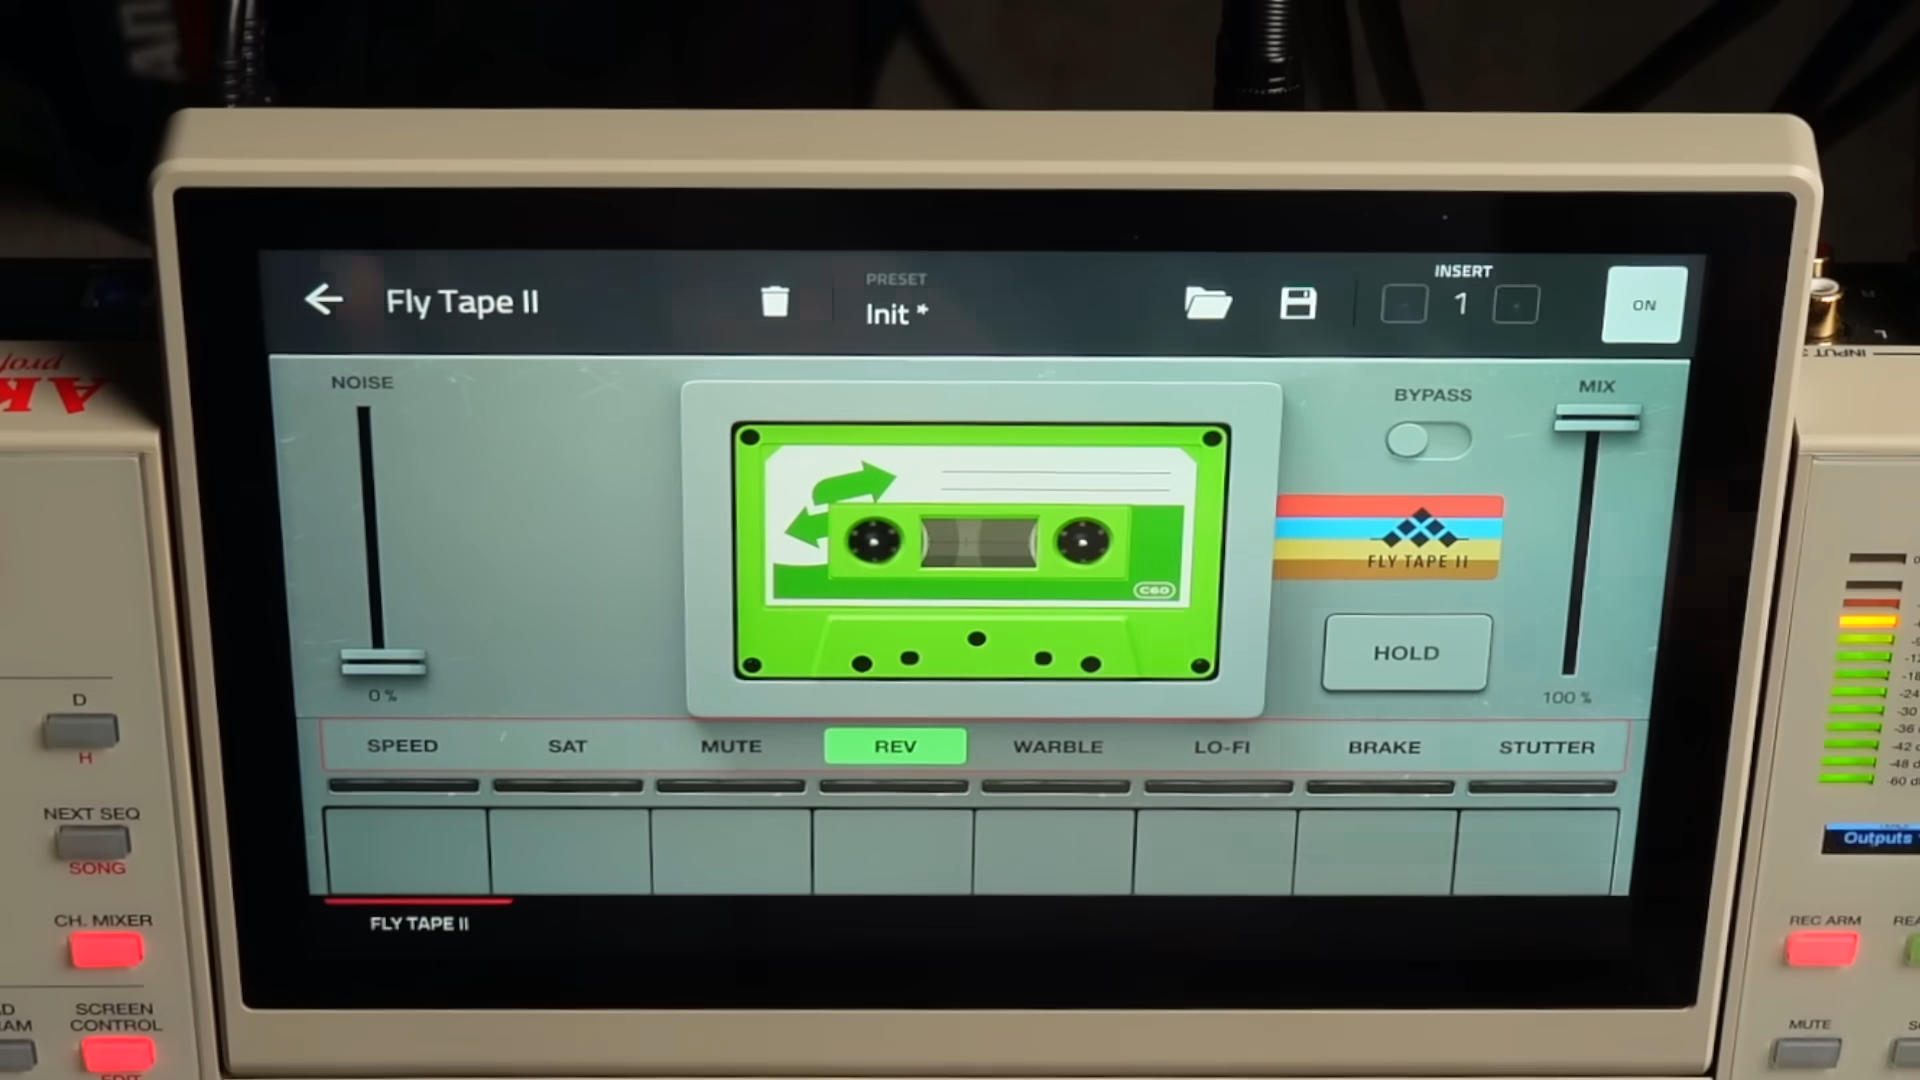 Fly Tape II
PRESET
Init *
INSERT
1
ON
NOISE
0 %
C60
BYPASS
MIX
FLY TAPE II
HOLD
100 %
SPEED
SAT
MUTE
REV
WARBLE
LO-FI
BRAKE
STUTTER
FLY TAPE II
D
H
NEXT SEQ
SONG
CH. MIXER
SCREEN
CONTROL
EDIT
-24
-30
-36
-42
-48
-60
Outputs
REC ARM
MUTE